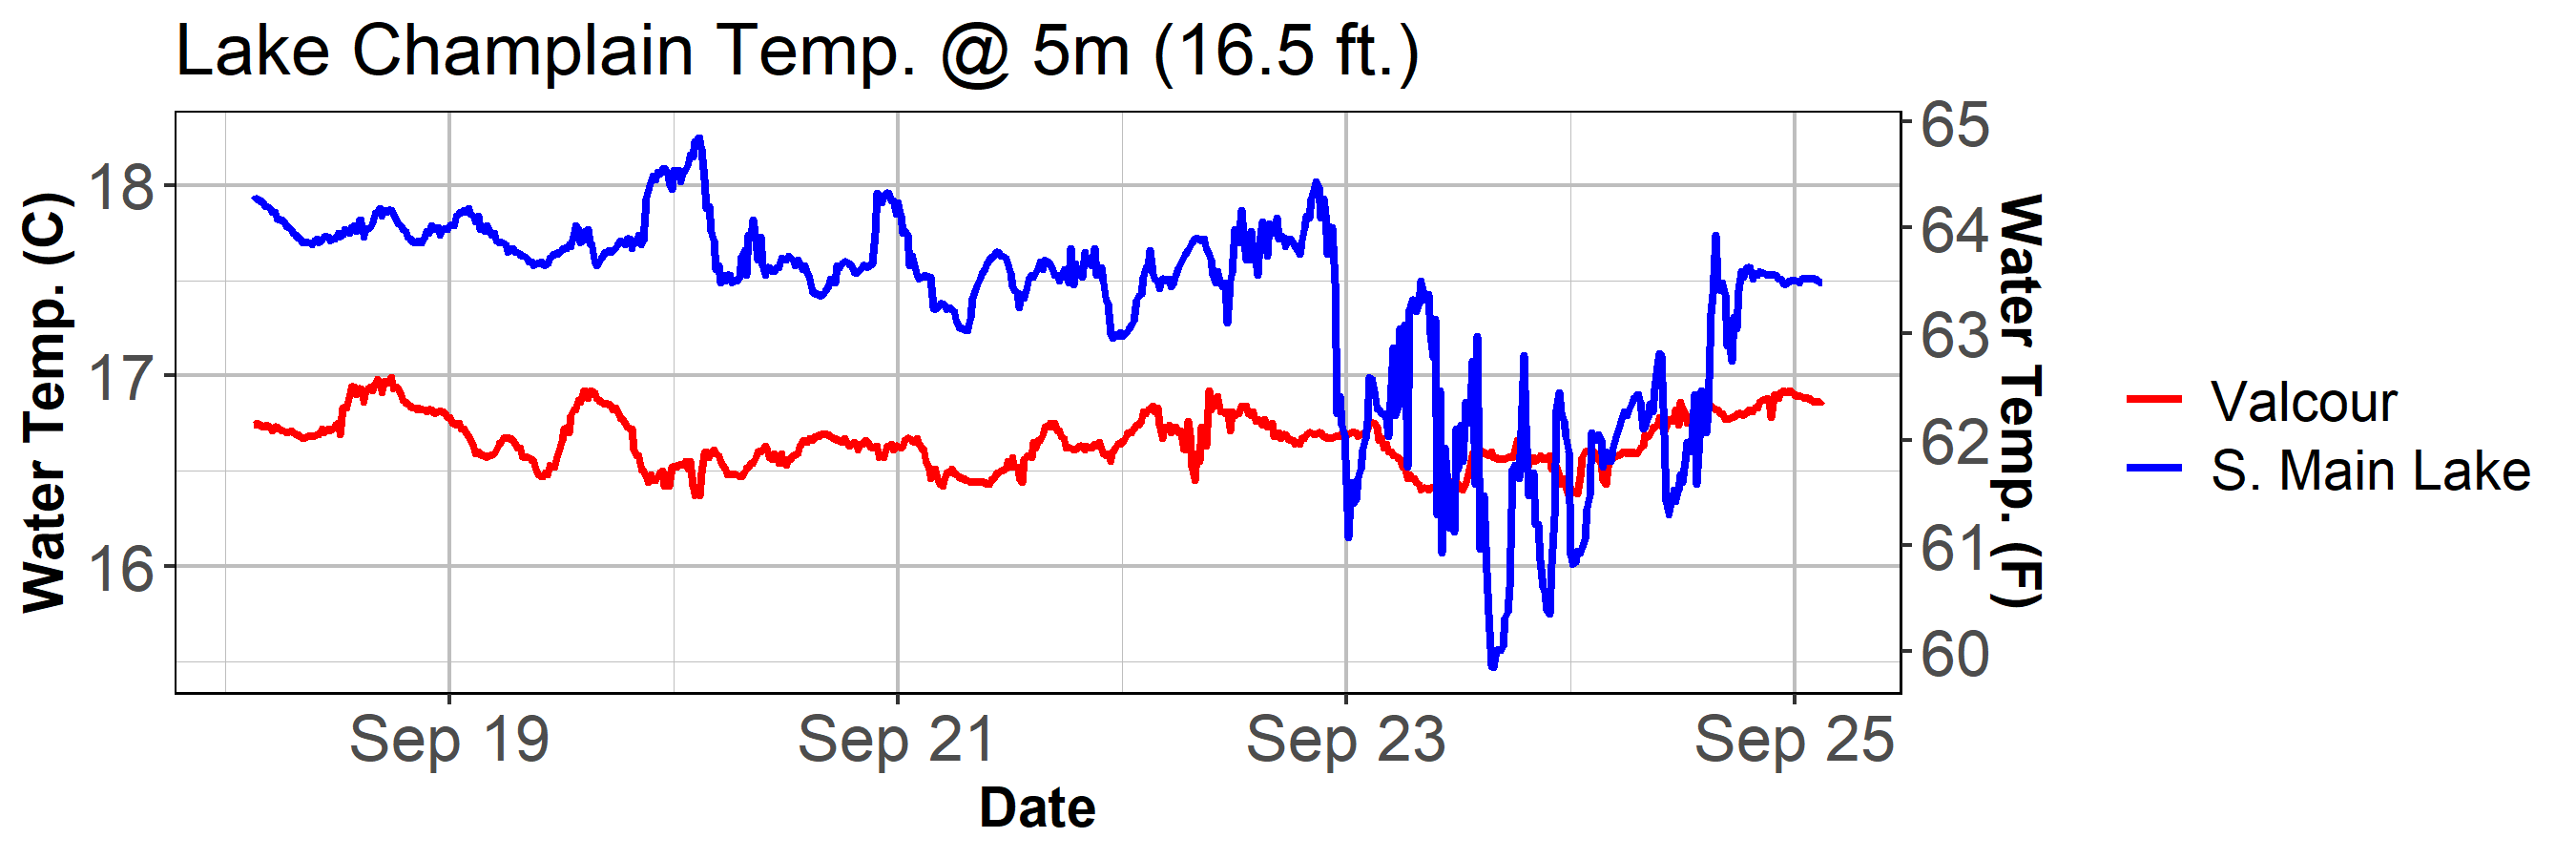 Lake Champlain Temp. @ 5m (16.5 ft.)
Water Temp. (C)
18
17
16
65
64
63
62
61
60
Water Temp. (F)
Sep 19
Sep 21
Sep 23
Sep 25
Date
Valcour
S. Main Lake